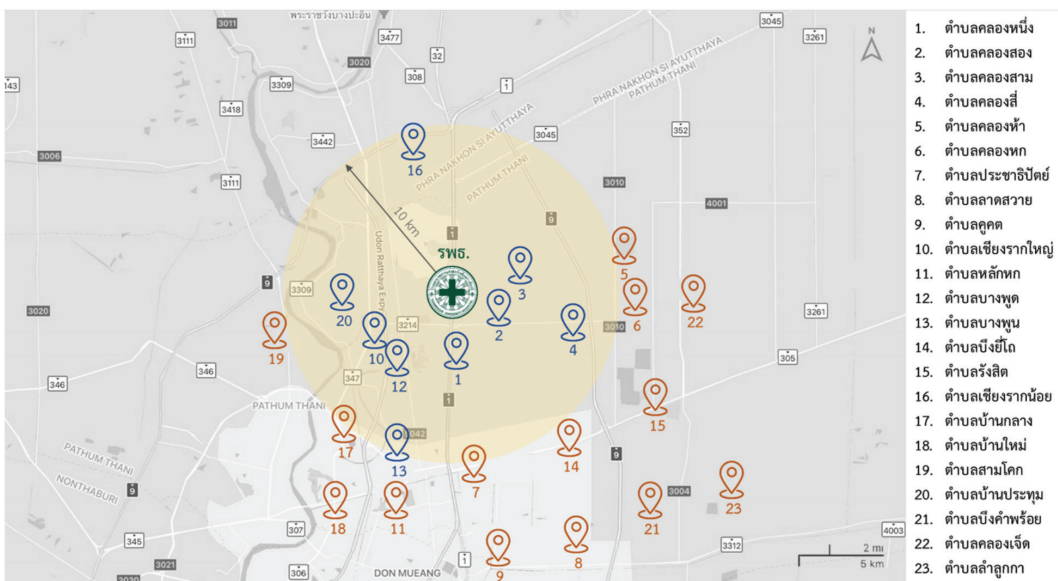 พระราชวังบางปะอิน
3011
3045
3111
3477
3261
N
32
3020
308
143
3309
1
PHRA NAKHON SI AYUTTHAYA
PATHUM THANI
3418
3442
16
3045
352
3006
PHRA NAKHON SI AYUTTHAYA
PATHUM THANI
3111
3010
10 km
4001
9
1
Udon Ratthaya Expy
รพธ.
5
9
3309
3
20
6
22
3020
3214
2
3010
3261
19
10
4
12
1
305
346
346
347
1
PATHUM THANI
15
17
3042
14
13
9
PATHUM THANI
NONTHABURI
7
9
3004
23
18
11
21
307
345
1
3312
4003
3021
306
DON MUEANG
9
8
2 mi
5 km
3030
1. ตำบลคลองหนึ่ง
2. ตำบลคลองสอง
3. ตำบลคลองสาม
4. ตำบลคลองสี่
5. ตำบลคลองห้า
6. ตำบลคลองหก
7. ตำบลประชาธิปัตย์
8. ตำบลลาดสวาย
9. ตำบลคูคต
10. ตำบลเชียงรากใหญ่
11. ตำบลหลักหก
12. ตำบลบางพูด
13. ตำบลบางพูน
14. ตำบลบึงยี่โถ
15. ตำบลรังสิต
16. ตำบลเชียงรากน้อย
17. ตำบลบ้านกลาง
18. ตำบลบ้านใหม่
19. ตำบลสามโคก
20. ตำบลบ้านประทุม
21. ตำบลบึงคำพร้อย
22. ตำบลคลองเจ็ด
23. ตำบลลำลูกกา